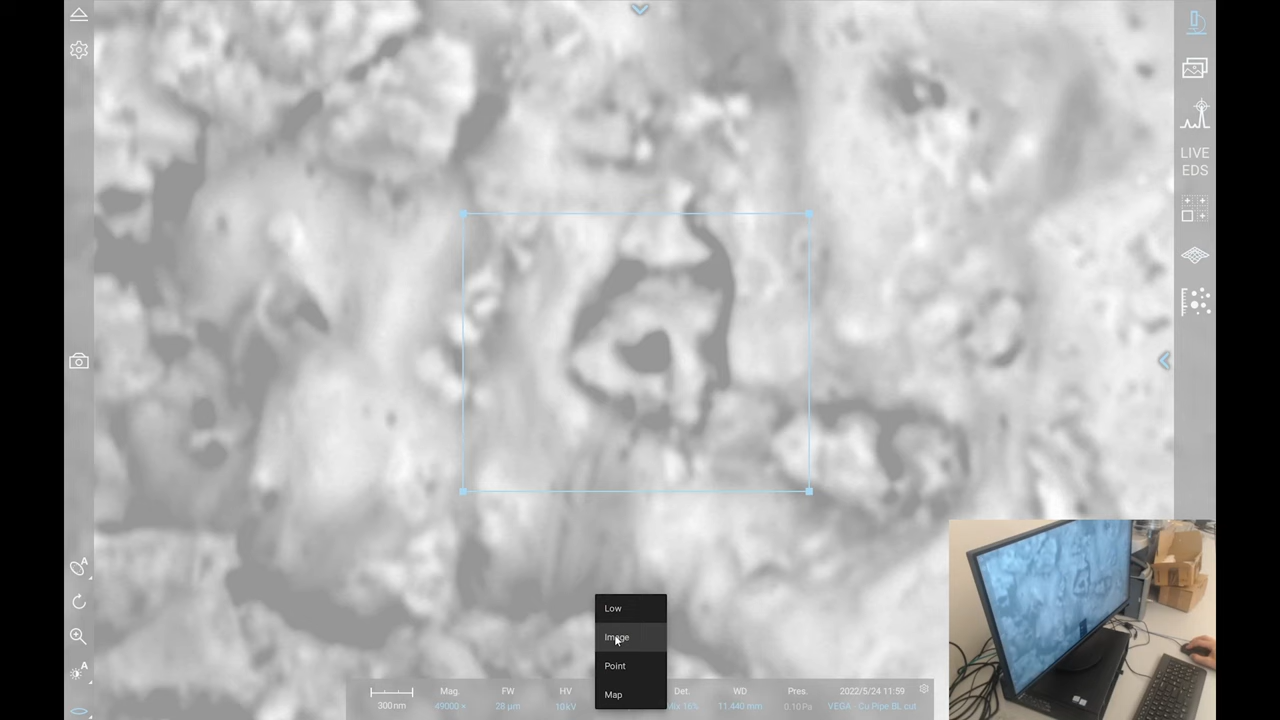 LIVE
EDS
Low
Image
Point
Map
300nm
Mag.
49000 ×
FW
28 µm
HV
10kV
Det.
WD
11.440 mm
Pres.
0.10 Pa
2022/5/24 11:59
VEGA - Cu Pipe BL cut